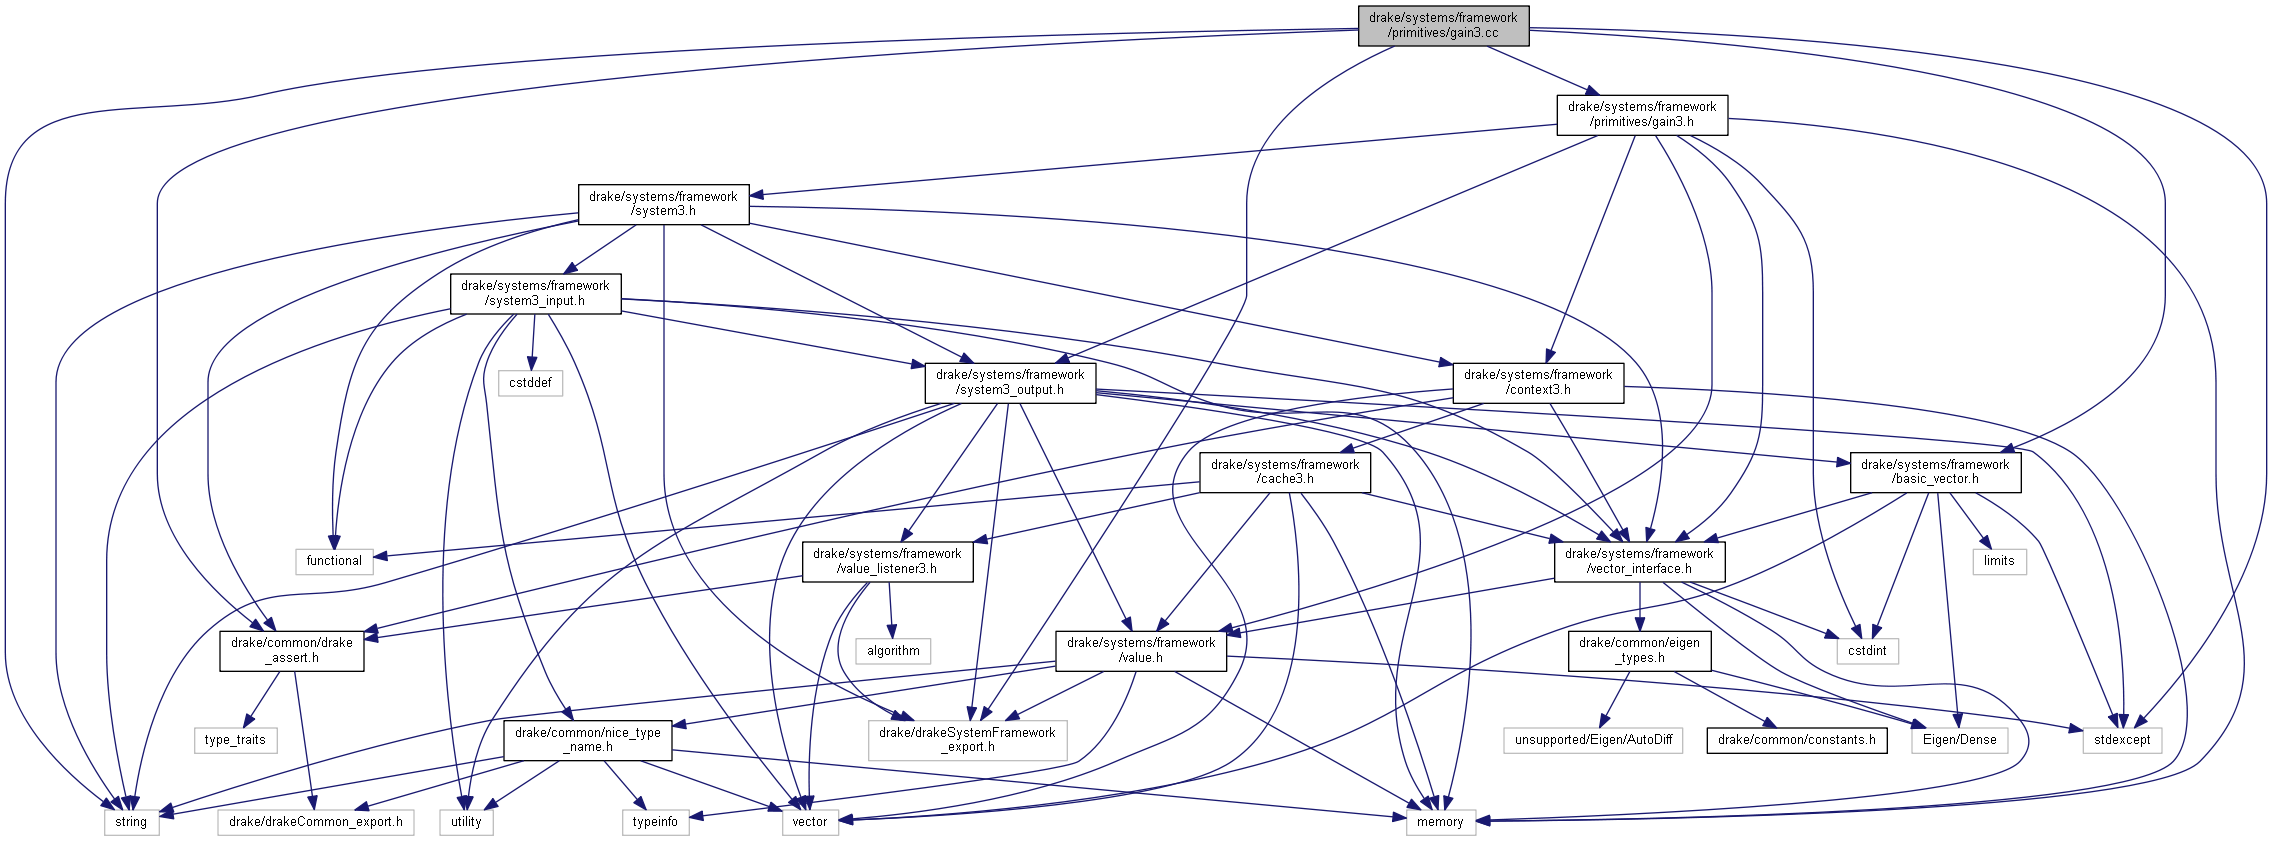 drake/systems/framework
/primitives/gain3.cc
drake/systems/framework
/primitives/gain3.h
drake/systems/framework
/system3.h
drake/systems/framework
/system3_input.h
cstddef
drake/systems/framework
/system3_output.h
drake/systems/framework
/context3.h
drake/systems/framework
/cache3.h
drake/systems/framework
/basic_vector.h
functional
drake/systems/framework
/value_listener3.h
drake/systems/framework
/vector_interface.h
limits
drake/common/drake
_assert.h
algorithm
drake/systems/framework
/value.h
drake/common/eigen
_types.h
cstdint
type_traits
drake/common/nice_type
_name.h
drake/drakeSystemFramework
_export.h
unsupported/Eigen/AutoDiff
drake/common/constants.h
Eigen/Dense
stdexcept
string
drake/drakeCommon_export.h
utility
typeinfo
vector
memory